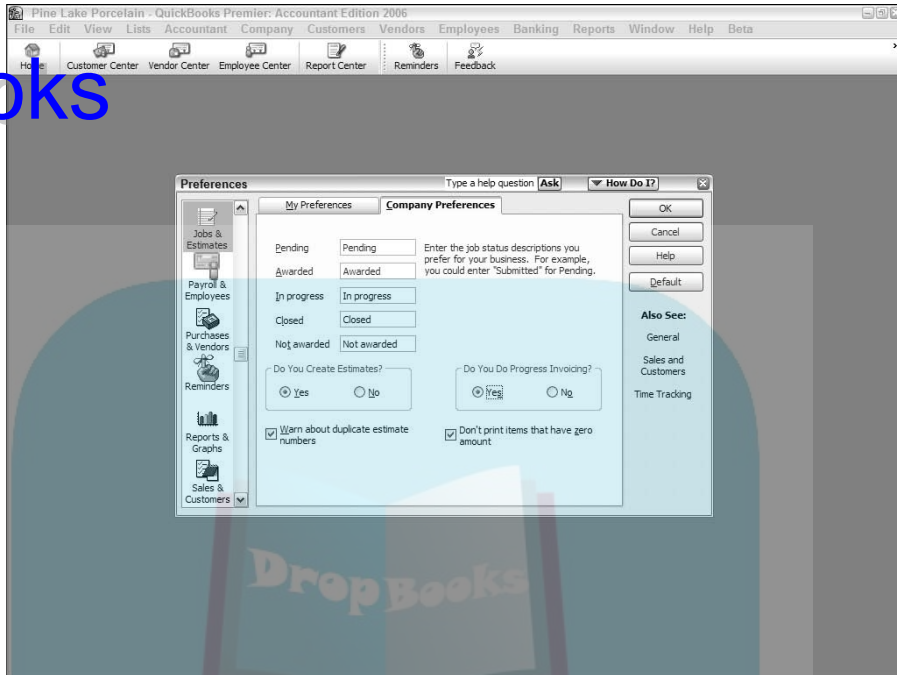 Pine Lake Porcelain - QuickBooks Premier: Accountant Edition 2006
File Edit View Lists Accountant Company Customers Vendors Employees Banking Reports Window Help Beta
Home Customer Center Vendor Center Employee Center Report Center Reminders Feedback
oks
Preferences
Type a help question Ask
How Do I?
Jobs &
Estimates
Payroll &
Employees
Purchases
& Vendors
Reminders
Reports &
Graphs
Sales &
Customers
My Preferences Company Preferences
Pending Pending
Awarded Awarded
In progress In progress
Closed Closed
Not awarded Not awarded
Enter the job status descriptions you
prefer for your business. For example,
you could enter "Submitted" for Pending.
Do You Create Estimates?
Yes No
Do You Do Progress Invoicing?
Yes No
Warn about duplicate estimate
numbers
Don't print items that have zero
amount
OK
Cancel
Help
Default
Also See:
General
Sales and
Customers
Time Tracking
DropBooks